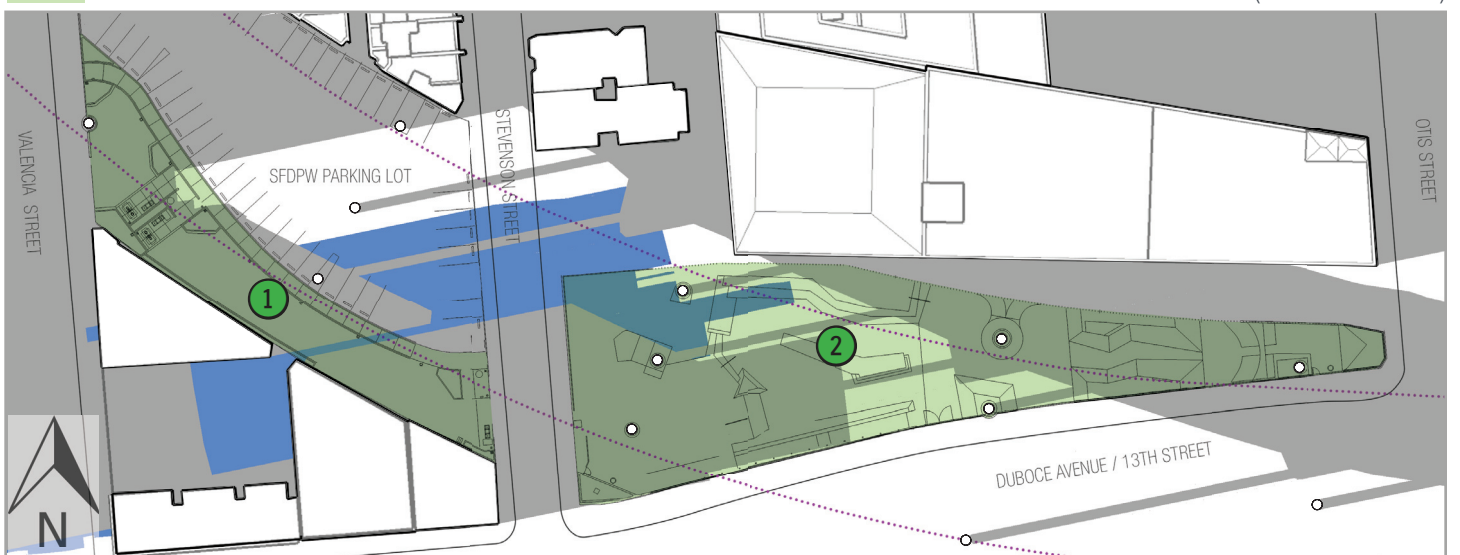 VALENCIA STREET
SFDPW PARKING LOT
STEVENSON STREET
OTIS STREET
1
2
DUBOCE AVENUE / 13TH STREET
N